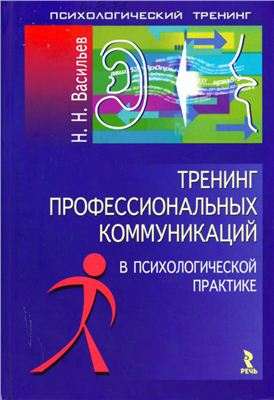 ПСИХОЛОГИЧЕСКИЙ ТРЕНИНГ
Н. Н. Васильев
ТРЕНИНГ
ПРОФЕССИОНАЛЬНЫХ
КОММУНИКАЦИЙ
В ПСИХОЛОГИЧЕСКОЙ
ПРАКТИКЕ
РЕЧЬ